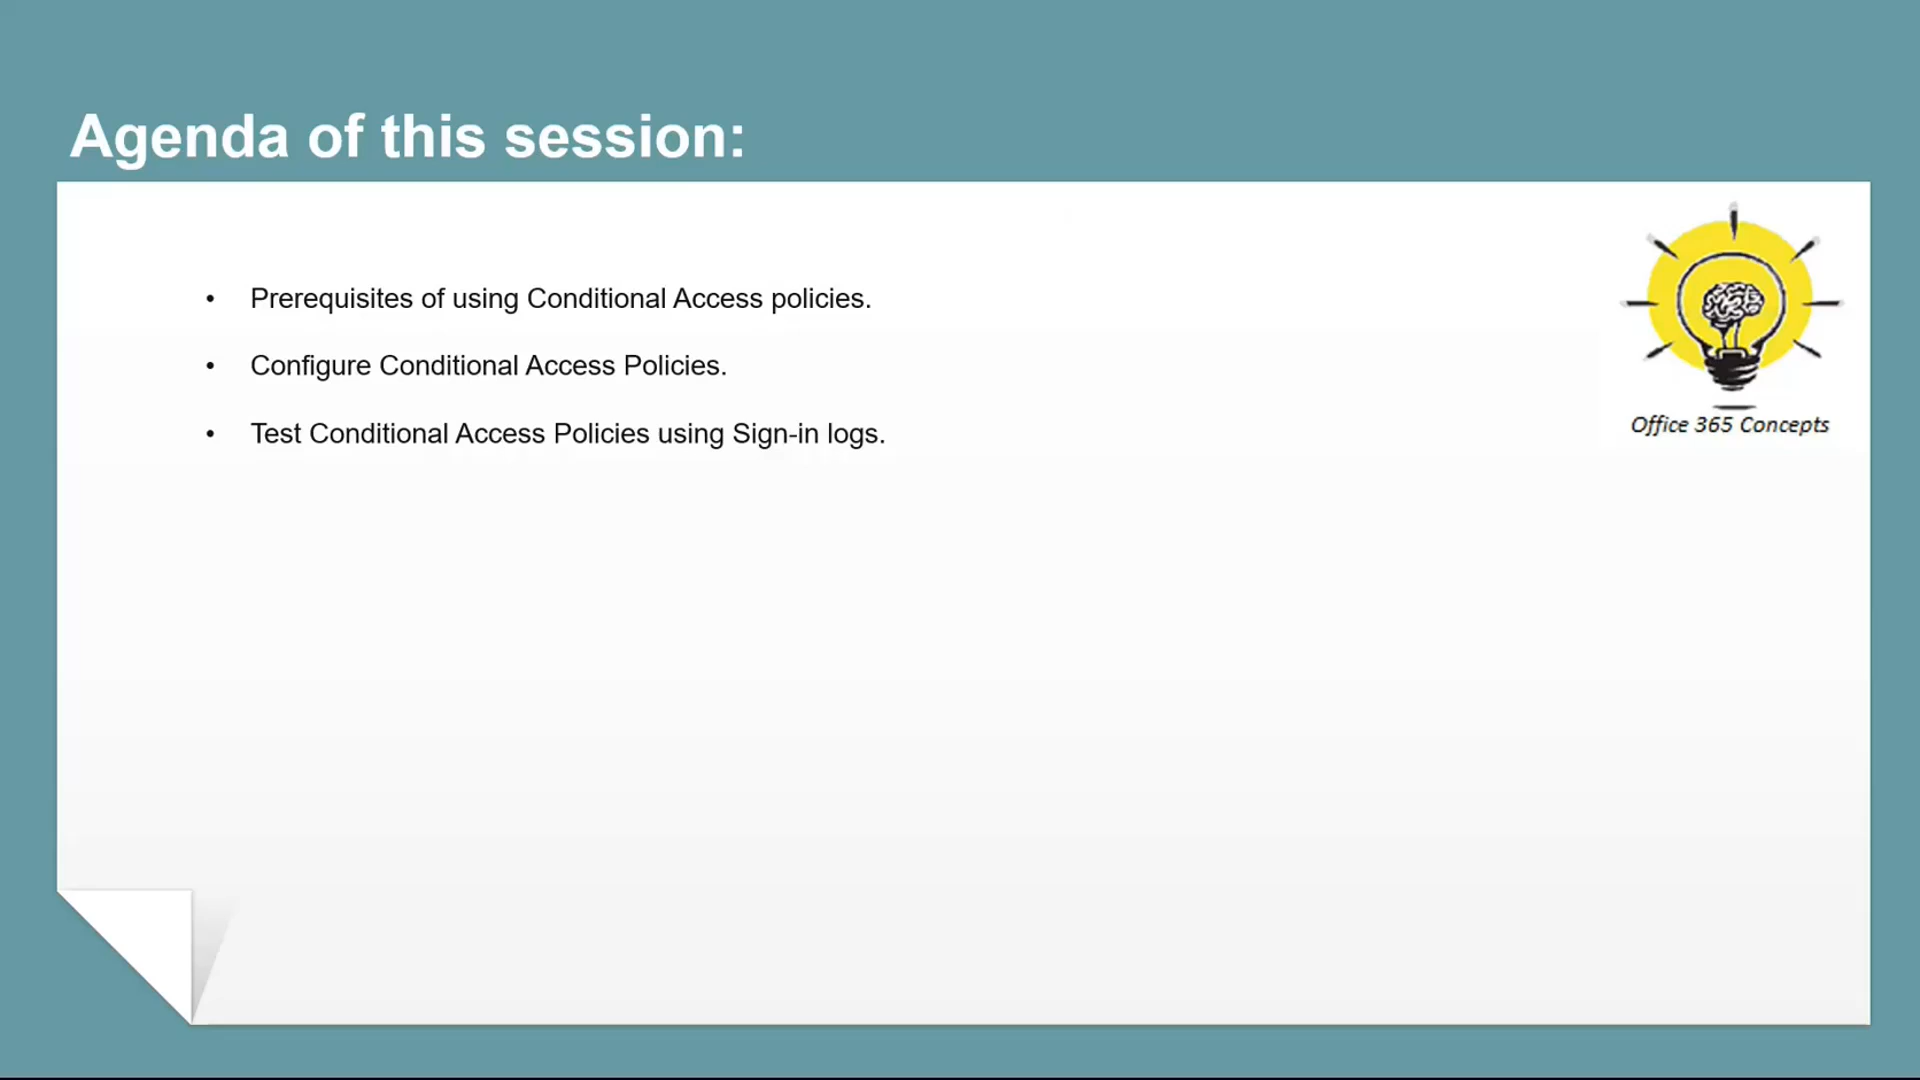 Agenda of this session:
• Prerequisites of using Conditional Access policies.
• Configure Conditional Access Policies.
• Test Conditional Access Policies using Sign-in logs.
Office 365 Concepts